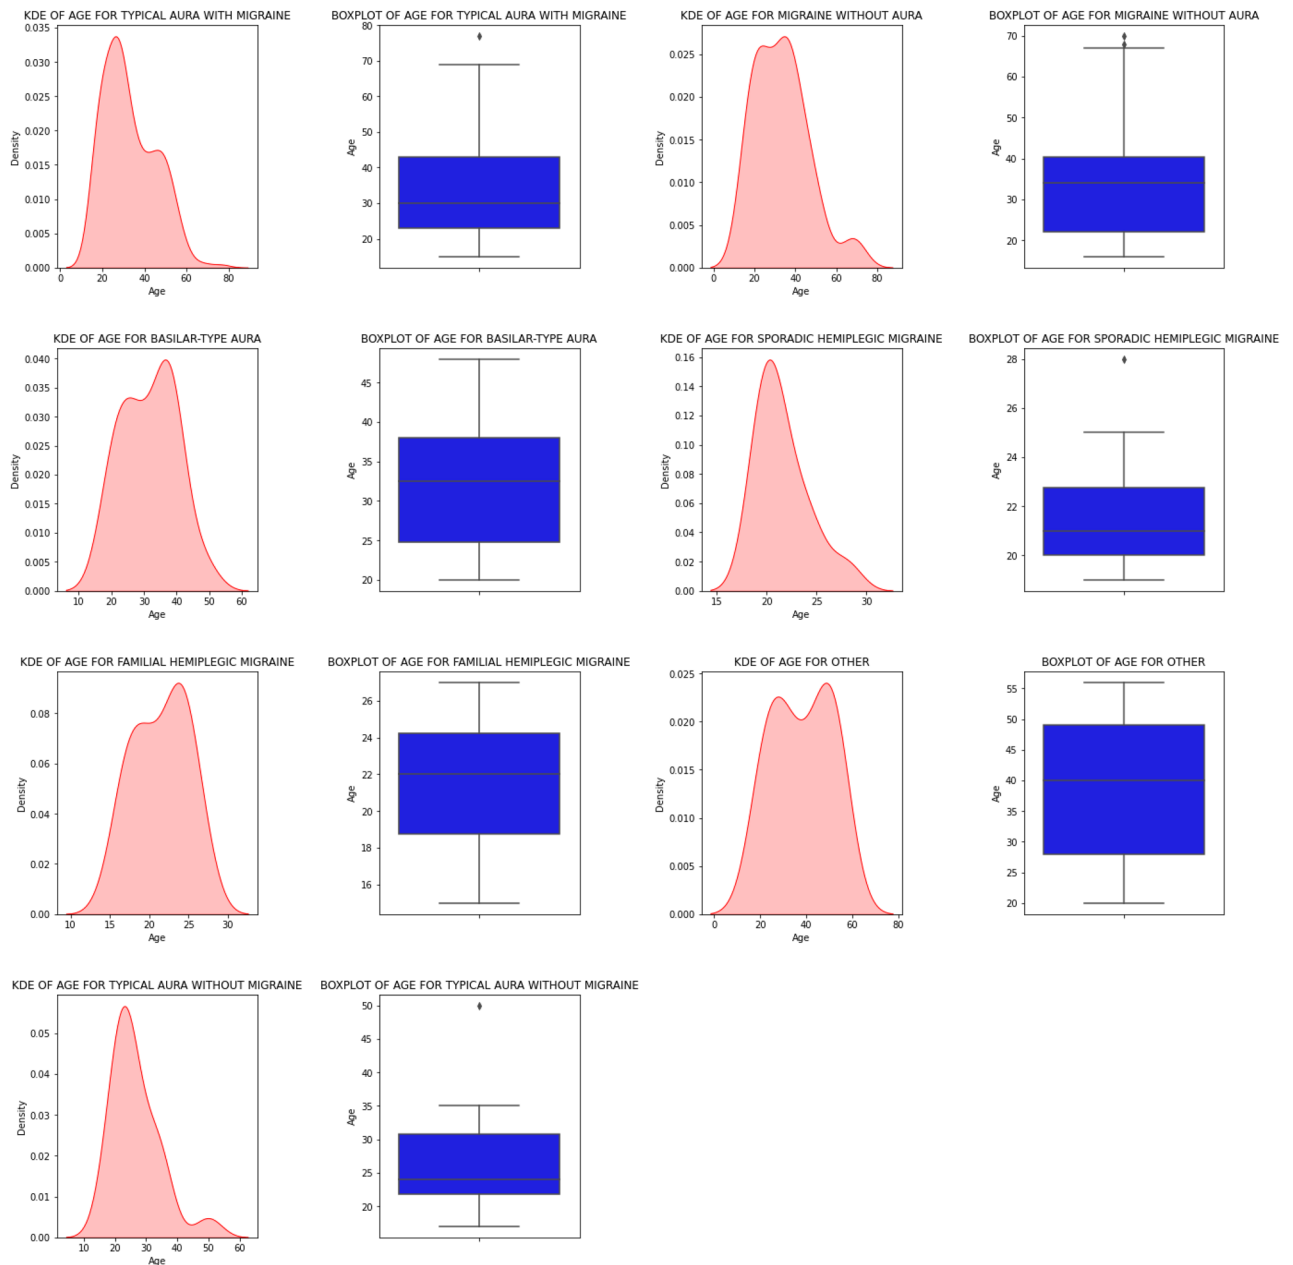 KDE OF AGE FOR TYPICAL AURA WITH MIGRAINE
0.035
0.030
0.025
0.020
0.015
0.010
0.005
0.000
Density
0 20 40 60 80
Age
BOXPLOT OF AGE FOR TYPICAL AURA WITH MIGRAINE
80
70
60
50
40
30
20
Age
KDE OF AGE FOR MIGRAINE WITHOUT AURA
0.025
0.020
0.015
0.010
0.005
0.000
Density
0 20 40 60 80
Age
BOXPLOT OF AGE FOR MIGRAINE WITHOUT AURA
70
60
50
40
30
20
Age
KDE OF AGE FOR BASILAR-TYPE AURA
0.040
0.035
0.030
0.025
0.020
0.015
0.010
0.005
0.000
Density
10 20 30 40 50 60
Age
BOXPLOT OF AGE FOR BASILAR-TYPE AURA
45
40
35
30
25
20
Age
KDE OF AGE FOR SPORADIC HEMIPLEGIC MIGRAINE
0.16
0.14
0.12
0.10
0.08
0.06
0.04
0.02
0.00
Density
15 20 25 30
Age
BOXPLOT OF AGE FOR SPORADIC HEMIPLEGIC MIGRAINE
28
26
24
22
20
Age
KDE OF AGE FOR FAMILIAL HEMIPLEGIC MIGRAINE
0.08
0.06
0.04
0.02
0.00
Density
10 15 20 25 30
Age
BOXPLOT OF AGE FOR FAMILIAL HEMIPLEGIC MIGRAINE
26
24
22
20
18
16
Age
KDE OF AGE FOR OTHER
0.025
0.020
0.015
0.010
0.005
0.000
Density
0 20 40 60 80
Age
BOXPLOT OF AGE FOR OTHER
55
50
45
40
35
30
25
20
Age
KDE OF AGE FOR TYPICAL AURA WITHOUT MIGRAINE
0.05
0.04
0.03
0.02
0.01
0.00
Density
10 20 30 40 50 60
Age
BOXPLOT OF AGE FOR TYPICAL AURA WITHOUT MIGRAINE
50
45
40
35
30
25
20
Age